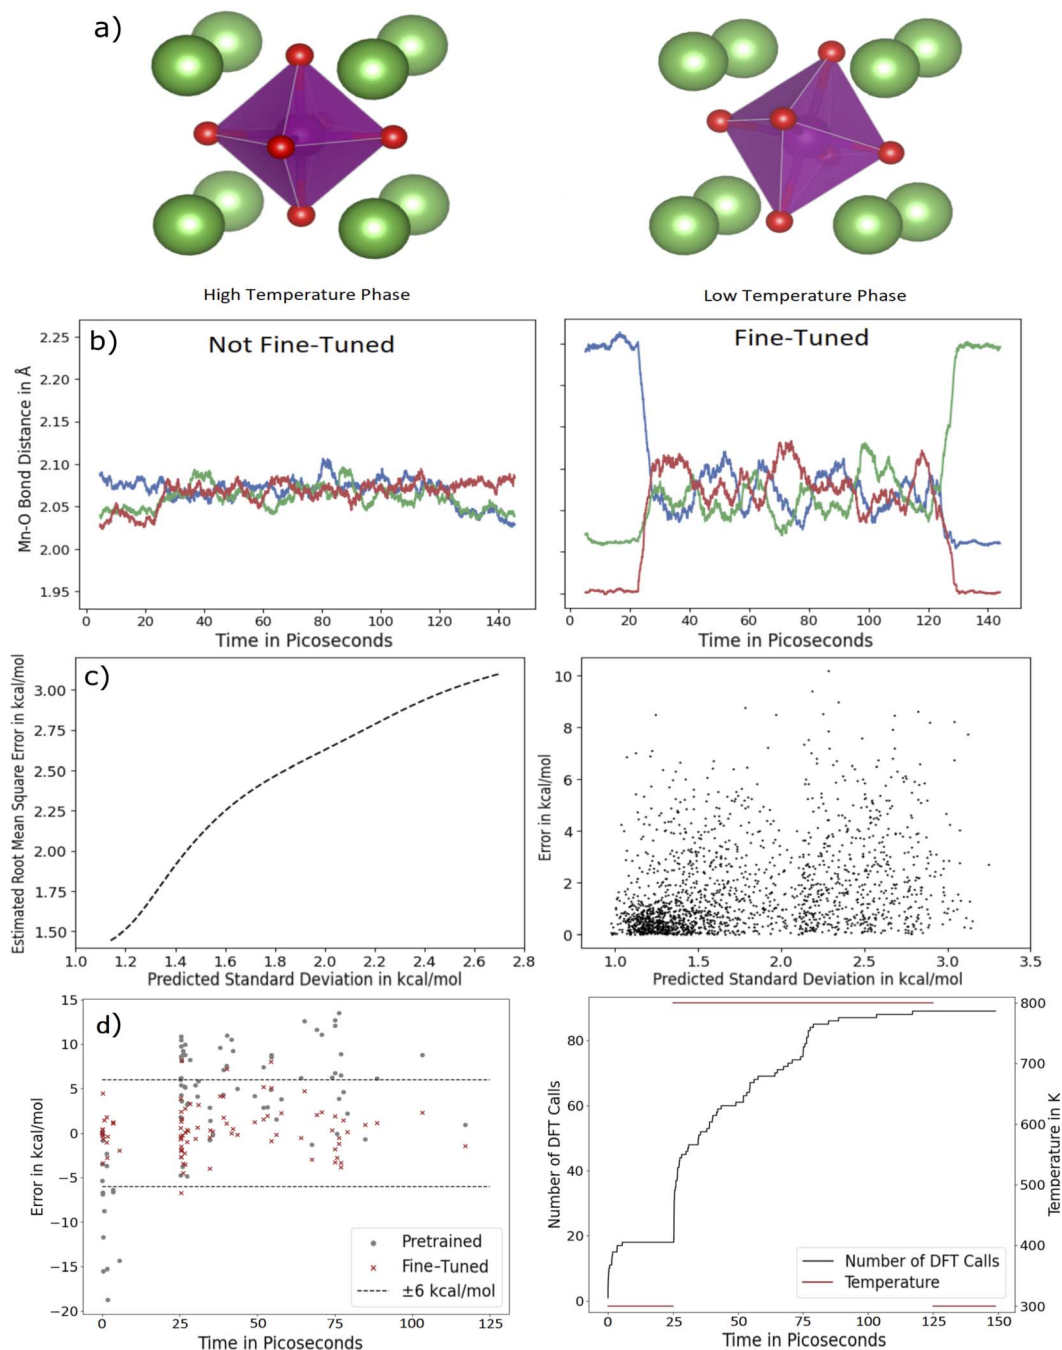 a)
High Temperature Phase
Low Temperature Phase
b)
Not Fine-Tuned
Mn-O Bond Distance in Å
2.25
2.20
2.15
2.10
2.05
2.00
1.95
0 20 40 60 80 100 120 140
Time in Picoseconds
Fine-Tuned
0 20 40 60 80 100 120 140
Time in Picoseconds
c)
Estimated Root Mean Square Error in kcal/mol
3.00
2.75
2.50
2.25
2.00
1.75
1.50
1.0 1.2 1.4 1.6 1.8 2.0 2.2 2.4 2.6 2.8
Predicted Standard Deviation in kcal/mol
Error in kcal/mol
10
8
6
4
2
0
1.0 1.5 2.0 2.5 3.0 3.5
Predicted Standard Deviation in kcal/mol
d)
Error in kcal/mol
15
10
5
0
−5
−10
−15
−20
Pretrained
Fine-Tuned
±6 kcal/mol
0 25 50 75 100 125
Time in Picoseconds
Number of DFT Calls
80
60
40
20
0
Number of DFT Calls
Temperature
800
700
600
500
400
300
Temperature in K
0 25 50 75 100 125 150
Time in Picoseconds